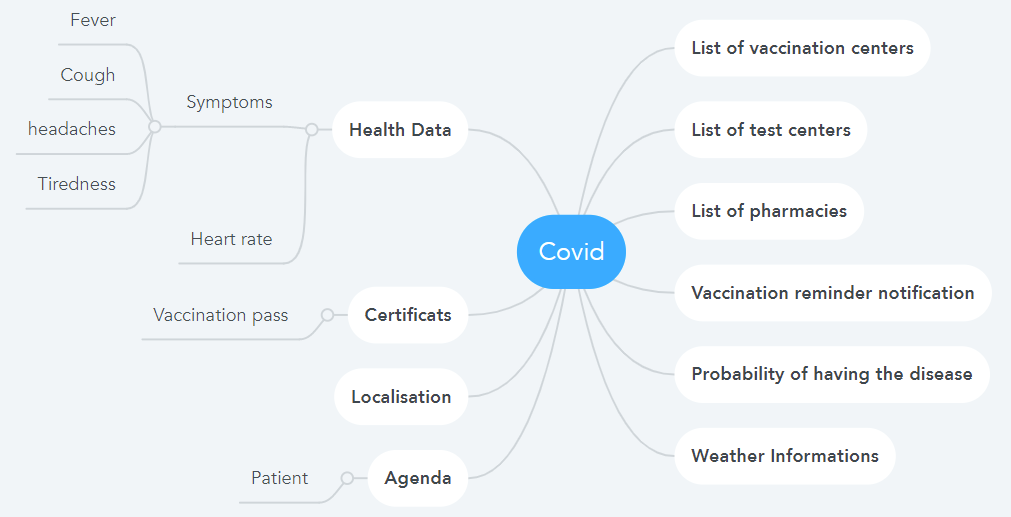 Fever
Cough
headaches
Tiredness
Symptoms
Heart rate
Health Data
Vaccination pass
Certificats
Localisation
Patient
Agenda
Covid
List of vaccination centers
List of test centers
List of pharmacies
Vaccination reminder notification
Probability of having the disease
Weather Informations